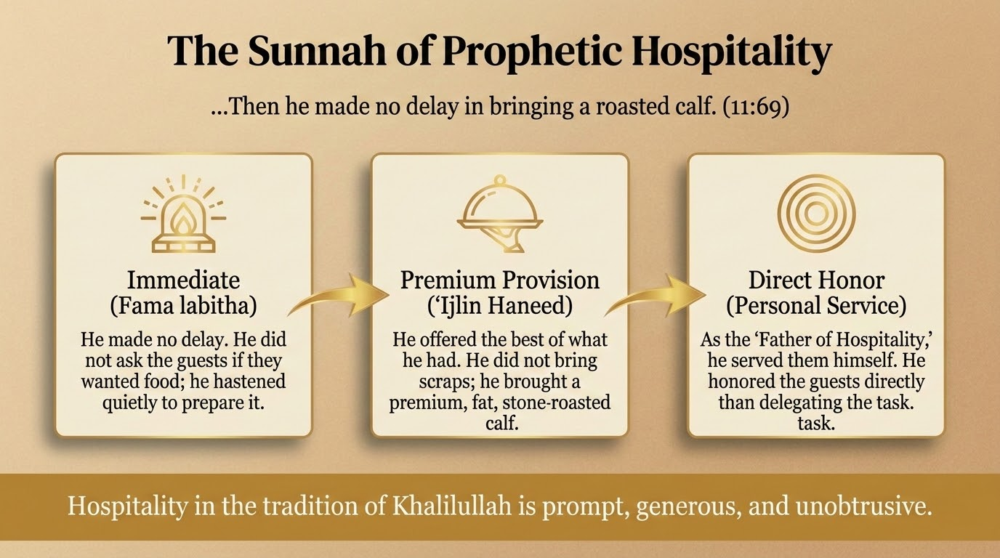 The Sunnah of Prophetic Hospitality
...Then he made no delay in bringing a roasted calf. (11:69)
Immediate
(Fama labitha)
He made no delay. He did
not ask the guests if they
wanted food; he hastened
quietly to prepare it.
Premium Provision
(‘Ijlin Haneed)
He offered the best of what
he had. He did not bring
scraps; he brought a
premium, fat, stone-roasted
calf.
Direct Honor
(Personal Service)
As the ‘Father of Hospitality,’
he served them himself. He
honored the guests directly
than delegating the task.
task.
Hospitality in the tradition of Khalilullah is prompt, generous, and unobtrusive.